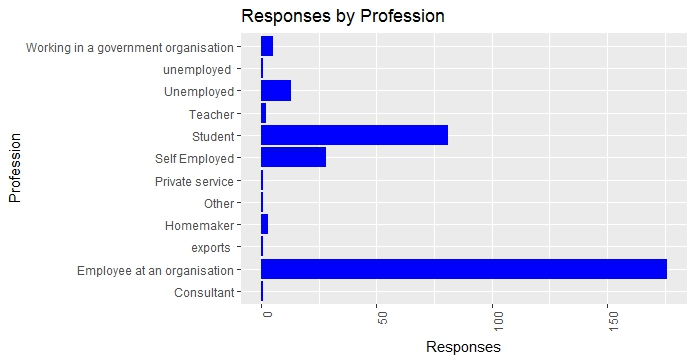 Responses by Profession
Working in a government organisation
unemployed
Unemployed
Teacher
Student
Self Employed
Private service
Other
Homemaker
exports
Employee at an organisation
Consultant
Profession
0
50
100
150
Responses